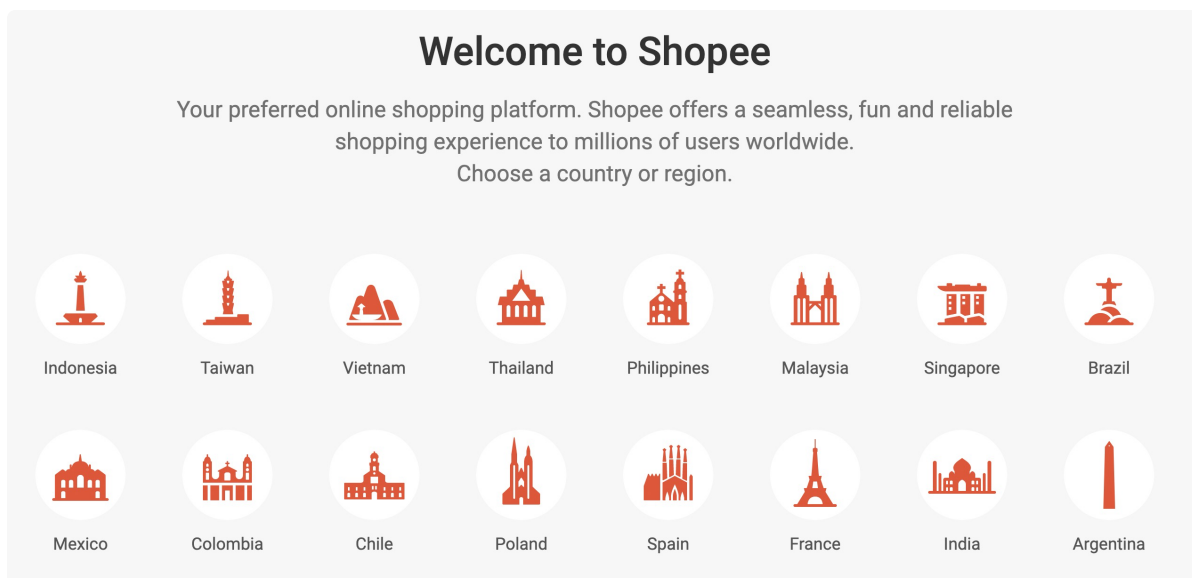 Welcome to Shopee
Your preferred online shopping platform. Shopee offers a seamless, fun and reliable
shopping experience to millions of users worldwide.
Choose a country or region.
Indonesia
Taiwan
Vietnam
Thailand
Philippines
Malaysia
Singapore
Brazil
Mexico
Colombia
Chile
Poland
Spain
France
India
Argentina